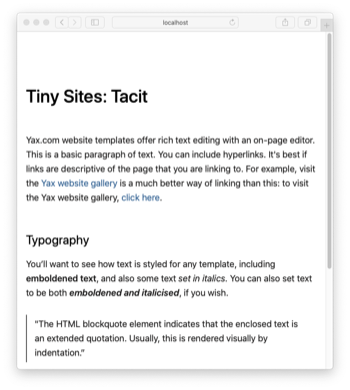 localhost
Tiny Sites: Tacit
Yax.com website templates offer rich text editing with an on-page editor.
This is a basic paragraph of text. You can include hyperlinks. It's best if
links are descriptive of the page that you are linking to. For example, visit
the Yax website gallery is a much better way of linking than this: to visit
the Yax website gallery, click here.
Typography
You'll want to see how text is styled for any template, including
emboldened text, and also some text set in italics. You can also set text
to be both emboldened and italicised, if you wish.
"The HTML blockquote element indicates that the enclosed text is
an extended quotation. Usually, this is rendered visually by
indentation."